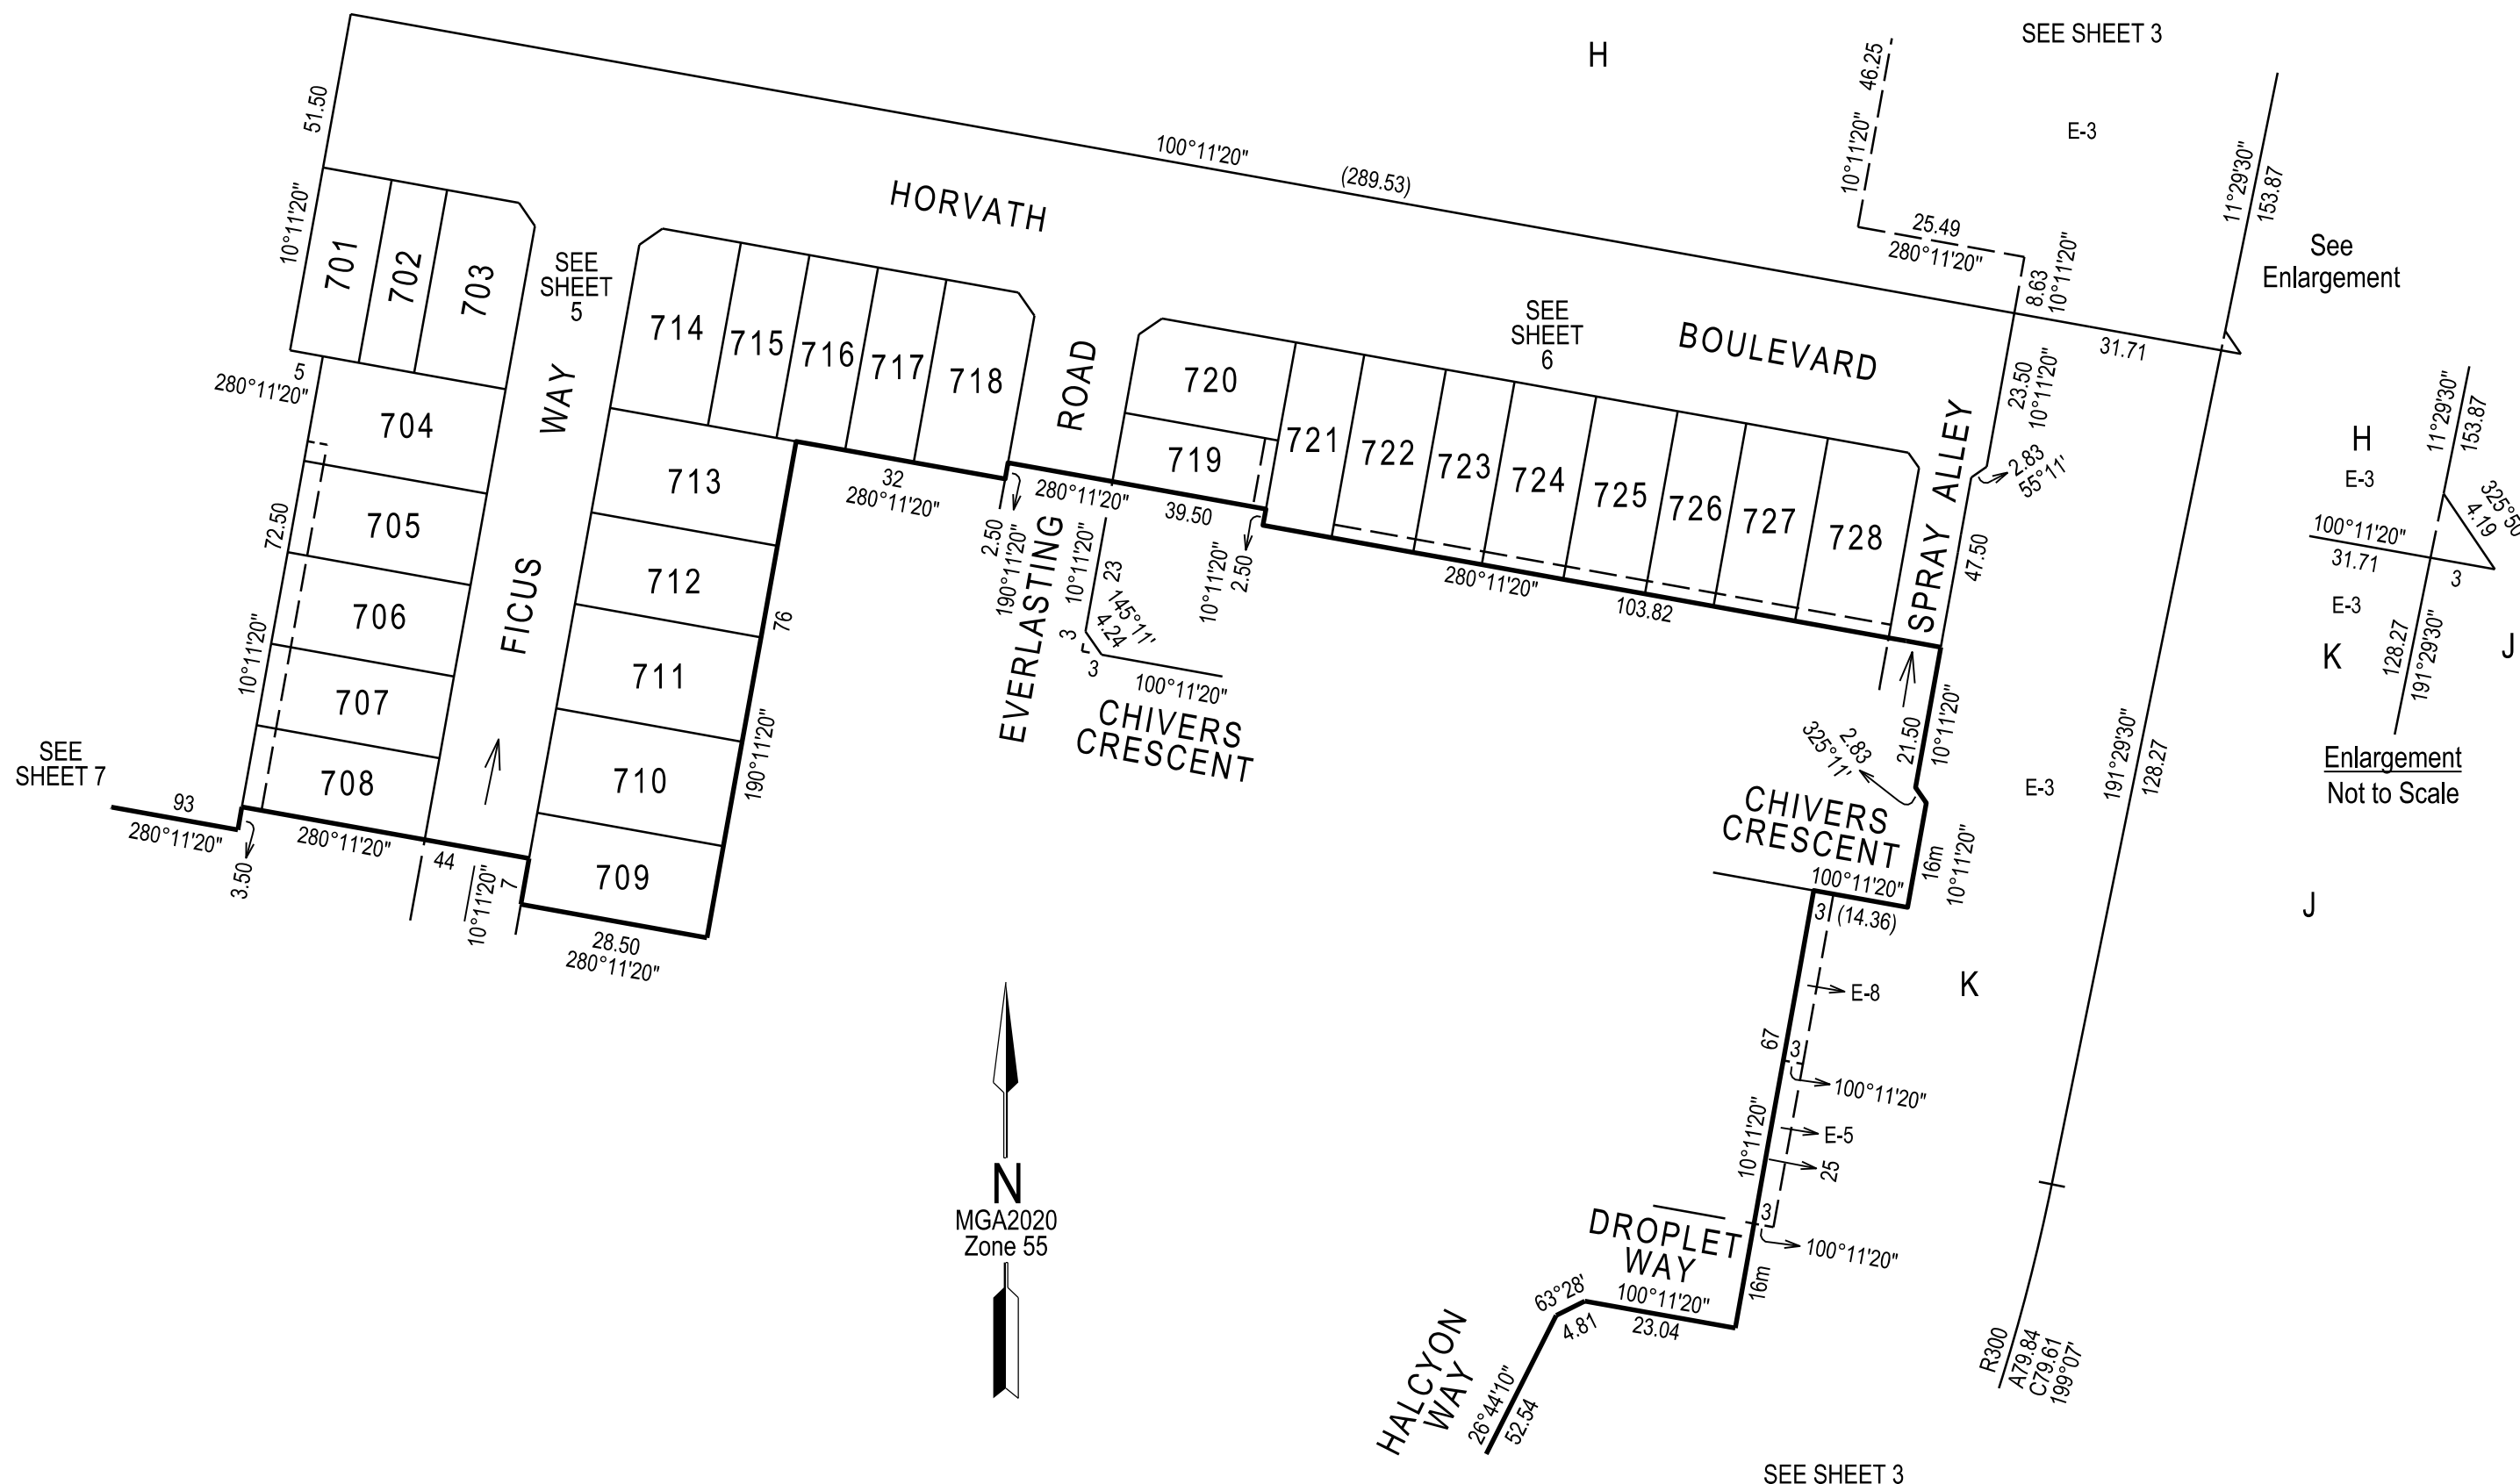 SEE SHEET 3
H
46.25
10°11'20"
E-3
51.50
100°11'20"
(289.53)
11°29'30"
153.87
HORVATH
25.49
280°11'20"
8.63
10°11'20"
See
Enlargement
10°11'20"
701
702
703
SEE
SHEET
5
714
715
716
717
718
ROAD
720
SEE
SHEET
6
BOULEVARD
31.71
23.50
10°11'20"
5
280°11'20"
704
WAY
713
32
280°11'20"
719
721
722
723
724
725
726
727
728
SPRAY ALLEY
2.83
55°11'
47.50
280°11'20"
39.50
2.50
190°11'20"
EVERLASTING
10°11'20"
23
145°11'
4.24
3
3
100°11'20"
10°11'20"
2.50
280°11'20"
103.82
H
E-3
11°29'30"
153.87
100°11'20"
31.71
4.19
3
E-3
K
128.27
191°29'30"
J
Enlargement
Not to Scale
72.50
10°11'20"
705
706
707
708
FICUS
712
711
710
709
76
190°11'20"
CHIVERS
CRESCENT
SEE
SHEET 7
93
280°11'20"
3.50
280°11'20"
44
10°11'20"
7
28.50
280°11'20"
2.83
325°11'
21.50
10°11'20"
CHIVERS
CRESCENT
100°11'20"
16m
10°11'20"
3
(14.36)
E-3
191°29'30"
128.27
J
K
E-8
67
3
100°11'20"
10°11'20"
E-5
25
3
100°11'20"
N
MGA2020
Zone 55
DROPLET
WAY
16m
63°28'
4.81
100°11'20"
23.04
HALCYON
WAY
26°44'10"
52.54
R300
A79.84
C79.61
199°07'
SEE SHEET 3